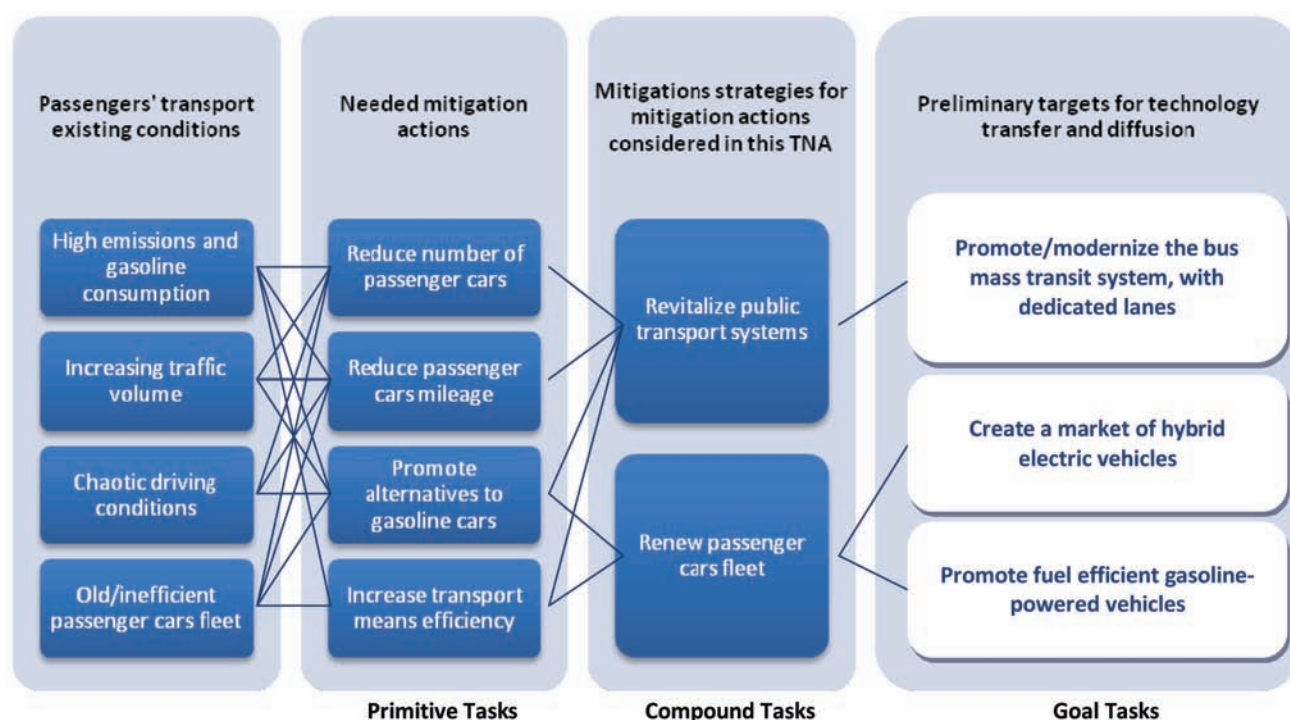 Passengers' transport
existing conditions
High emissions and
gasoline
consumption
Increasing traffic
volume
Chaotic driving
conditions
Old/inefficient
passenger cars fleet
Needed mitigation
actions
Reduce number of
passenger cars
Reduce passenger
cars mileage
Promote
alternatives to
gasoline cars
Increase transport
means efficiency
Primitive Tasks
Mitigations strategies for
mitigation actions
considered in this TNA
Revitalize public
transport systems
Renew passenger
cars fleet
Compound Tasks
Preliminary targets for technology
transfer and diffusion
Promote/modernize the bus
mass transit system, with
dedicated lanes
Create a market of hybrid
electric vehicles
Promote fuel efficient gasoline-
powered vehicles
Goal Tasks